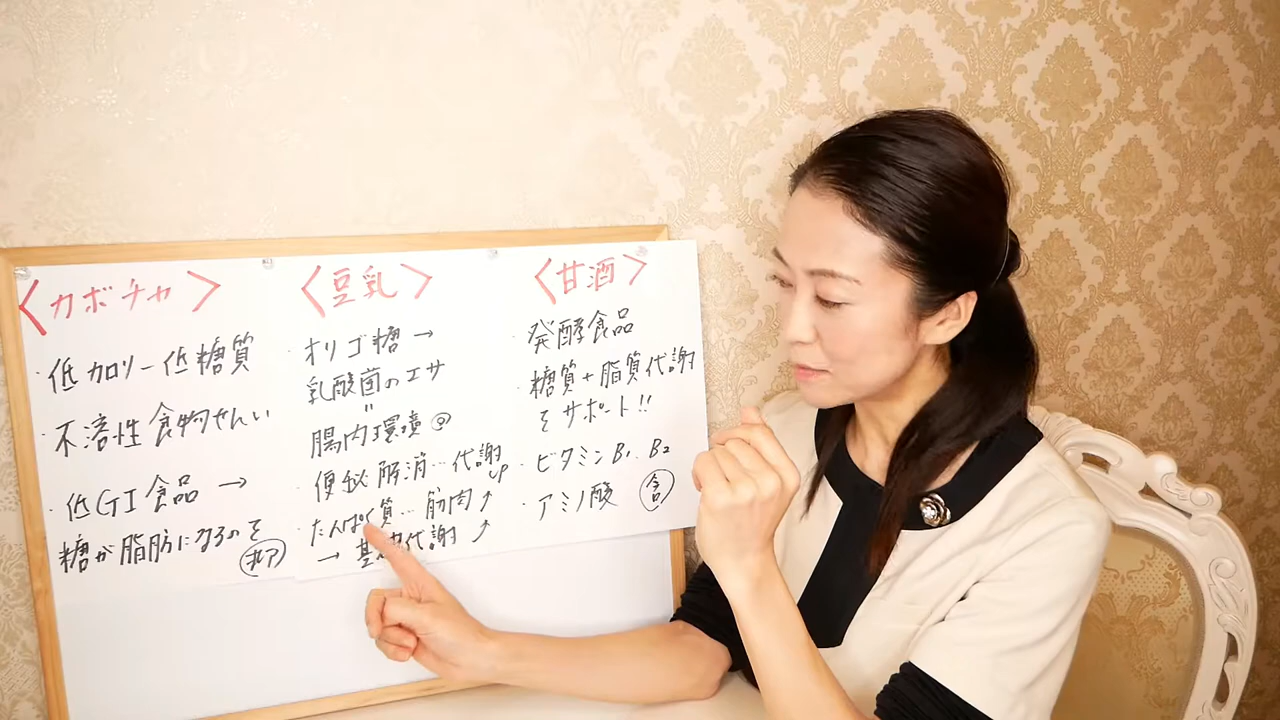 <カボチャ>
・低カロリー低糖質
・不溶性食物せんい
・低GI食品→
糖が脂肪になるのを
抑
<豆乳>
・オリゴ糖→
乳酸菌のエサ
〃
腸内環境◎
便秘解消…代謝UP
・たんぱく質…筋肉↑
→基礎代謝↑
<甘酒>
・発酵食品
・糖質+脂質代謝
をサポート!!
・ビタミンB₁、B₂
・アミノ酸 含